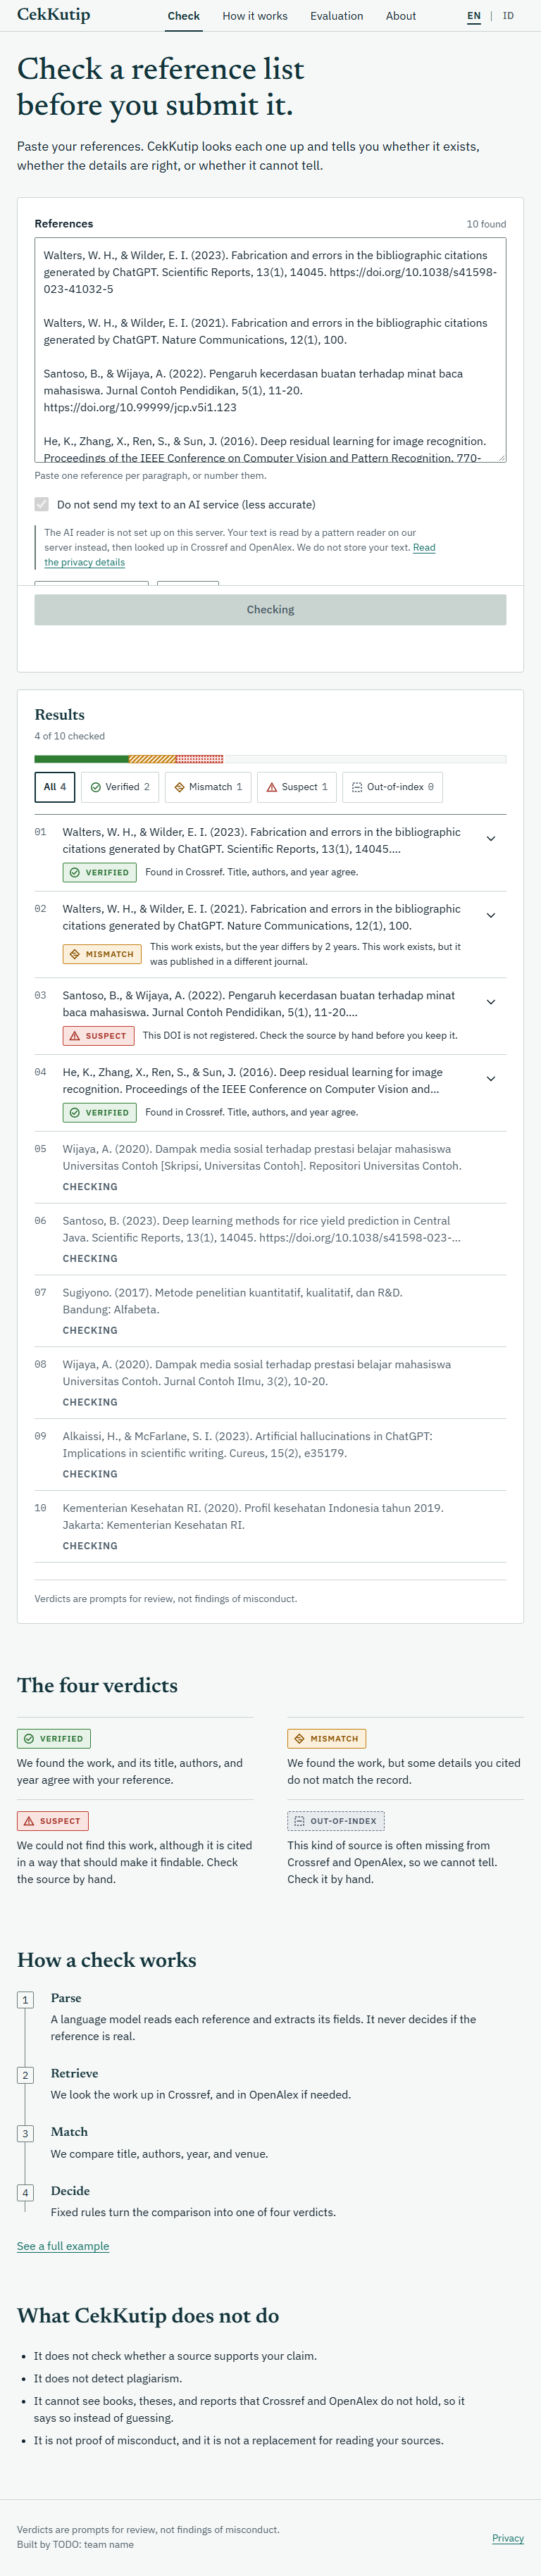 CekKutip
Check
How it works
Evaluation
About
EN | ID
Check a reference list
before you submit it.
Paste your references. CekKutip looks each one up and tells you whether it exists,
whether the details are right, or whether it cannot tell.
References
10 found
Walters, W. H., & Wilder, E. I. (2023). Fabrication and errors in the bibliographic citations
generated by ChatGPT. Scientific Reports, 13(1), 14045. https://doi.org/10.1038/s41598-
023-41032-5
Walters, W. H., & Wilder, E. I. (2021). Fabrication and errors in the bibliographic citations
generated by ChatGPT. Nature Communications, 12(1), 100.
Santoso, B., & Wijaya, A. (2022). Pengaruh kecerdasan buatan terhadap minat baca
mahasiswa. Jurnal Contoh Pendidikan, 5(1), 11-20.
https://doi.org/10.99999/jcp.v5i1.123
He, K., Zhang, X., Ren, S., & Sun, J. (2016). Deep residual learning for image recognition.
Proceedings of the IEEE Conference on Computer Vision and Pattern Recognition, 770-
Paste one reference per paragraph, or number them.
Do not send my text to an AI service (less accurate)
The AI reader is not set up on this server. Your text is read by a pattern reader on our
server instead, then looked up in Crossref and OpenAlex. We do not store your text. Read
the privacy details
Checking
Results
4 of 10 checked
All 4
Verified 2
Mismatch 1
Suspect 1
Out-of-index 0
01
Walters, W. H., & Wilder, E. I. (2023). Fabrication and errors in the bibliographic
citations generated by ChatGPT. Scientific Reports, 13(1), 14045....
VERIFIED
Found in Crossref. Title, authors, and year agree.
02
Walters, W. H., & Wilder, E. I. (2021). Fabrication and errors in the bibliographic
citations generated by ChatGPT. Nature Communications, 12(1), 100.
MISMATCH
This work exists, but the year differs by 2 years. This work exists, but it
was published in a different journal.
03
Santoso, B., & Wijaya, A. (2022). Pengaruh kecerdasan buatan terhadap minat
baca mahasiswa. Jurnal Contoh Pendidikan, 5(1), 11-20....
SUSPECT
This DOI is not registered. Check the source by hand before you keep it.
04
He, K., Zhang, X., Ren, S., & Sun, J. (2016). Deep residual learning for image
recognition. Proceedings of the IEEE Conference on Computer Vision and...
VERIFIED
Found in Crossref. Title, authors, and year agree.
05
Wijaya, A. (2020). Dampak media sosial terhadap prestasi belajar mahasiswa
Universitas Contoh [Skripsi, Universitas Contoh]. Repositori Universitas Contoh.
CHECKING
06
Santoso, B. (2023). Deep learning methods for rice yield prediction in Central
Java. Scientific Reports, 13(1), 14045. https://doi.org/10.1038/s41598-023-...
CHECKING
07
Sugiyono. (2017). Metode penelitian kuantitatif, kualitatif, dan R&D.
Bandung: Alfabeta.
CHECKING
08
Wijaya, A. (2020). Dampak media sosial terhadap prestasi belajar mahasiswa
Universitas Contoh. Jurnal Contoh Ilmu, 3(2), 10-20.
CHECKING
09
Alkaissi, H., & McFarlane, S. I. (2023). Artificial hallucinations in ChatGPT:
Implications in scientific writing. Cureus, 15(2), e35179.
CHECKING
10
Kementerian Kesehatan RI. (2020). Profil kesehatan Indonesia tahun 2019.
Jakarta: Kementerian Kesehatan RI.
CHECKING
Verdicts are prompts for review, not findings of misconduct.
The four verdicts
VERIFIED
We found the work, and its title, authors, and
year agree with your reference.
MISMATCH
We found the work, but some details you cited
do not match the record.
SUSPECT
We could not find this work, although it is cited
in a way that should make it findable. Check
the source by hand.
OUT-OF-INDEX
This kind of source is often missing from
Crossref and OpenAlex, so we cannot tell.
Check it by hand.
How a check works
1
Parse
A language model reads each reference and extracts its fields. It never decides if the
reference is real.
2
Retrieve
We look the work up in Crossref, and in OpenAlex if needed.
3
Match
We compare title, authors, year, and venue.
4
Decide
Fixed rules turn the comparison into one of four verdicts.
See a full example
What CekKutip does not do
• It does not check whether a source supports your claim.
• It does not detect plagiarism.
• It cannot see books, theses, and reports that Crossref and OpenAlex do not hold, so it
says so instead of guessing.
• It is not proof of misconduct, and it is not a replacement for reading your sources.
Verdicts are prompts for review, not findings of misconduct.
Built by TODO: team name
Privacy